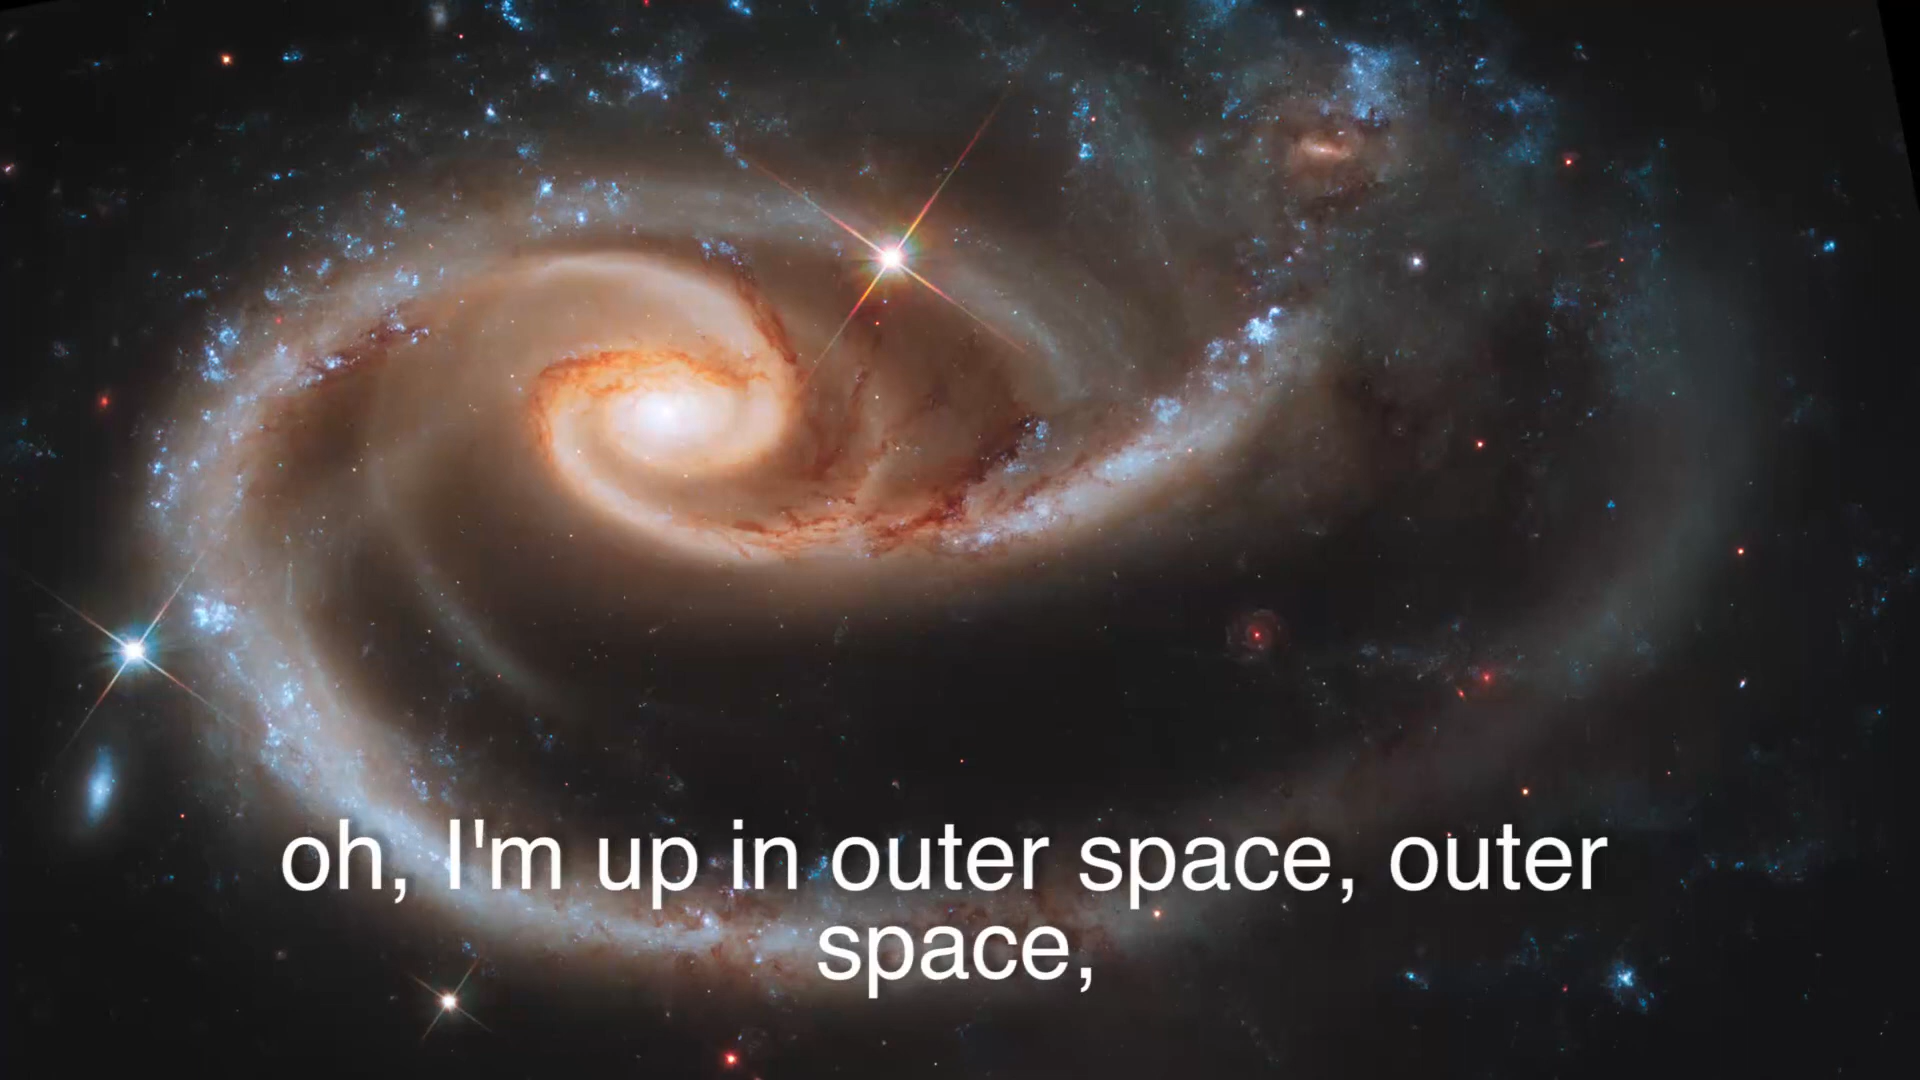 oh, I'm up in outer space, outer
space,